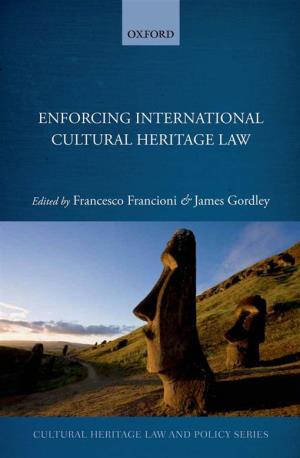 OXFORD
ENFORCING INTERNATIONAL
CULTURAL HERITAGE LAW
Edited by Francesco Francioni & James Gordley
CULTURAL HERITAGE LAW AND POLICY SERIES